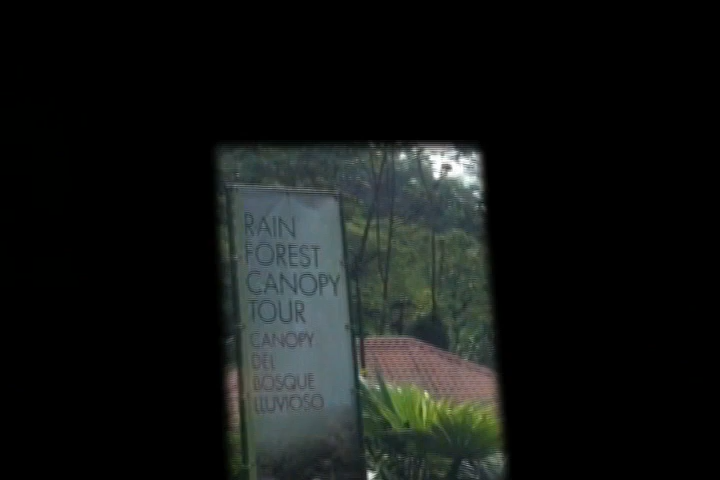 RAIN
FOREST
CANOPY
TOUR
CANOPY
DEL
BOSQUE
LLUVIOSO